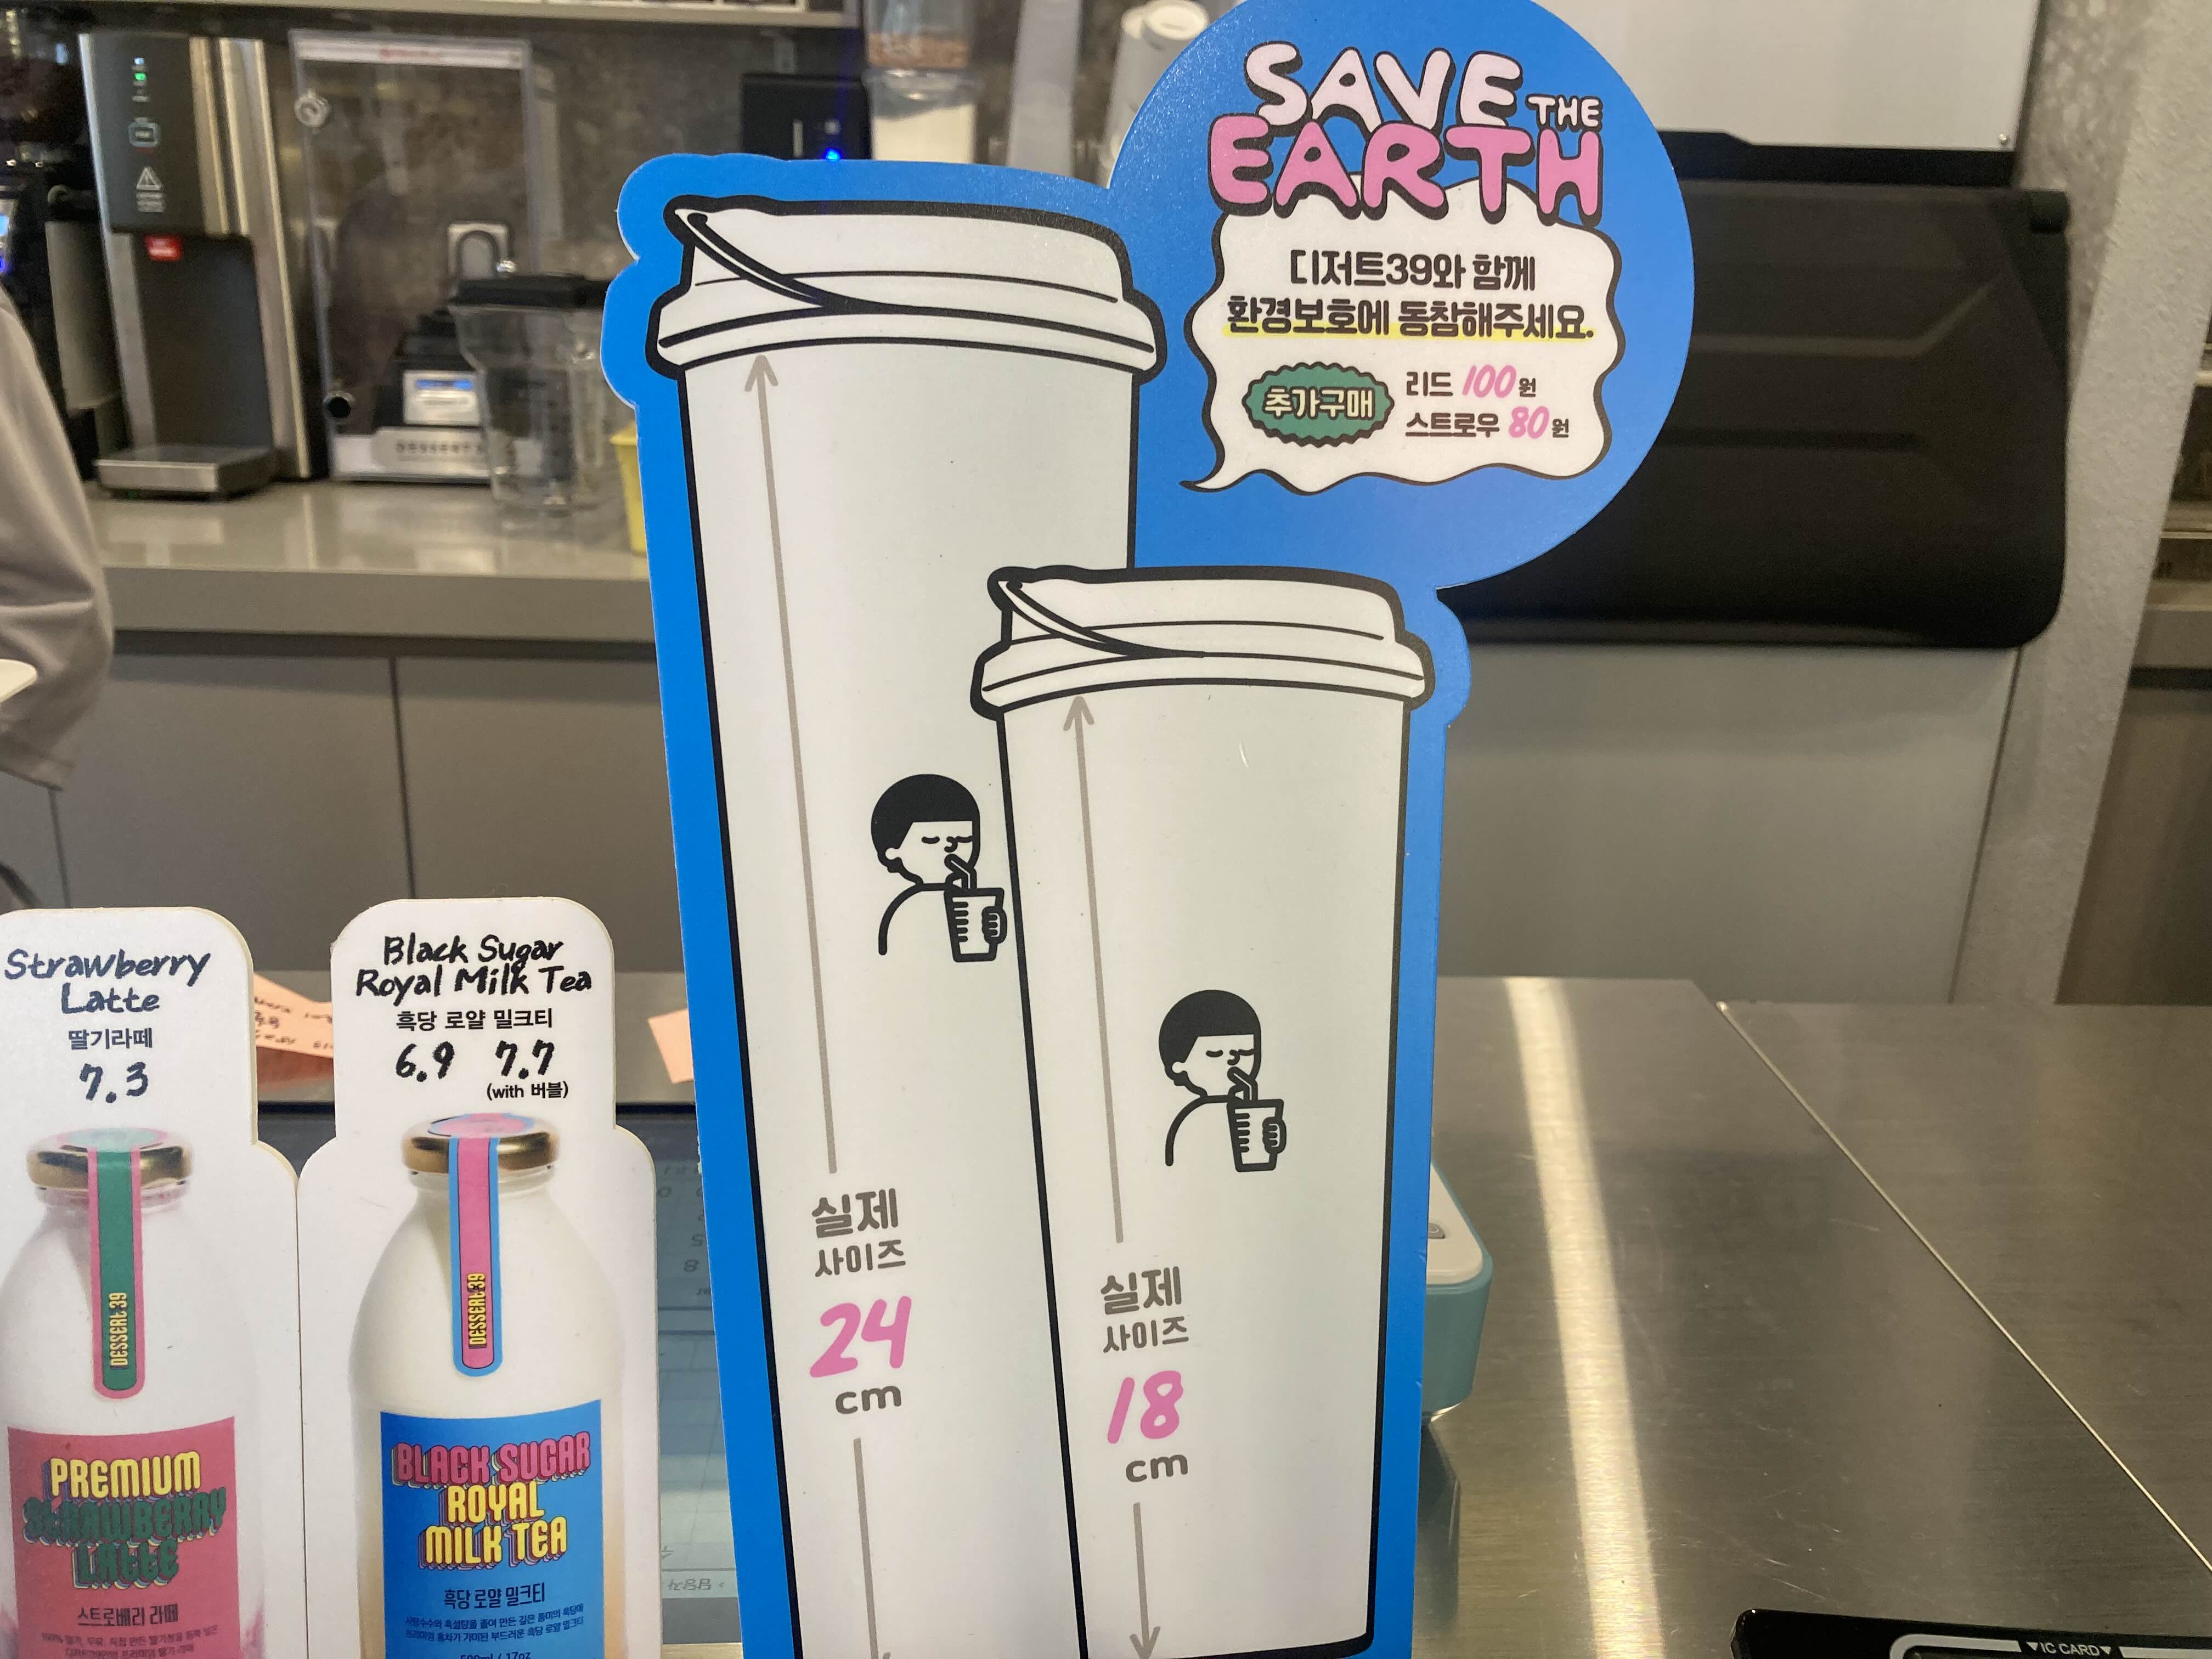 SAVE THE
EARTH
디저트39와 함께
환경보호에 동참해주세요.
추가구매
리드 100원
스트로우 80원
실제
사이즈
24
cm
실제
사이즈
18
cm
Strawberry
Latte
딸기라떼
7.3
DESSERT 39
PREMIUM
STRAWBERRY
LATTE
스트로베리 라떼
Black Sugar
Royal Milk Tea
흑당 로얄 밀크티
6.9 7.7
(with 버블)
DESSERT 39
BLACK SUGAR
ROYAL
MILK TEA
흑당 로얄 밀크티
500ml / 17oz
▼IC CARD▼